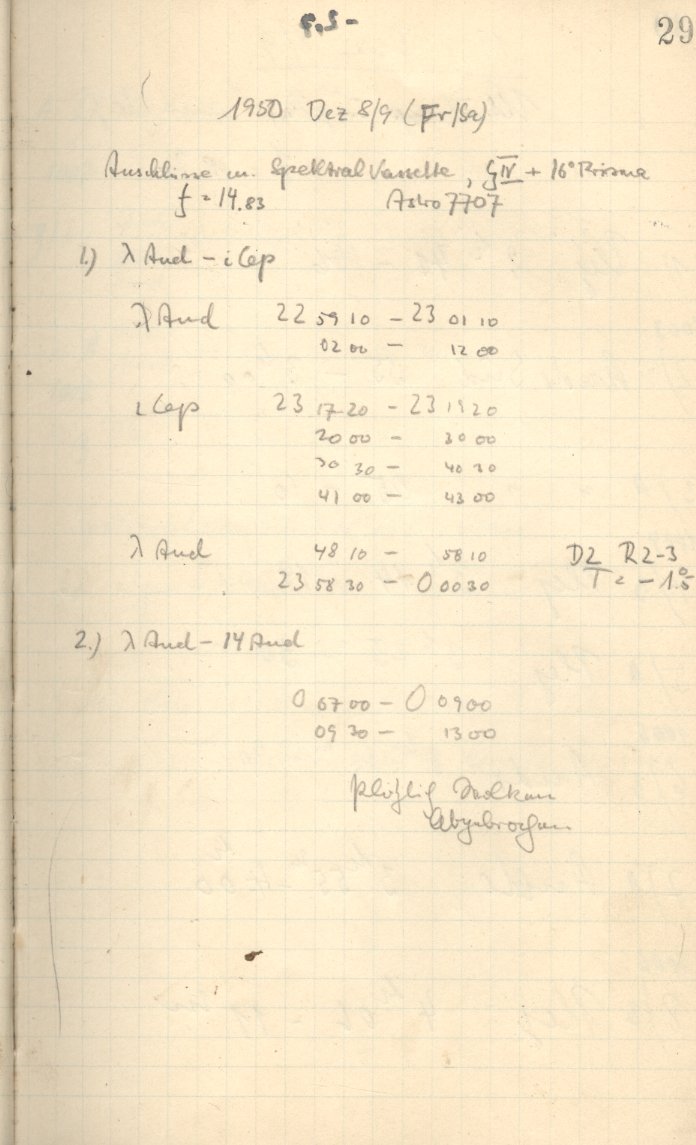 29
1950 Dez 8/9 (Fr/Sa)
Anschlüsse m. Spektralkassette, GIV + 16° Prisma
f = 14.83 Astro 7707
1.) λ And – ι Cep
λ And 22 59 10 – 23 01 10
02 00 – 12 00
ι Cep 23 17 20 – 23 19 20
20 00 – 30 00
30 30 – 40 30
41 00 – 43 00
λ And 48 10 – 58 10 D2 R2-3
23 58 30 – 0 00 30 T = – 1.°5
2.) λ And – 14 And
0 07 00 – 0 09 00
09 30 – 13 00
Plötzlich Wolken
Abgebrochen